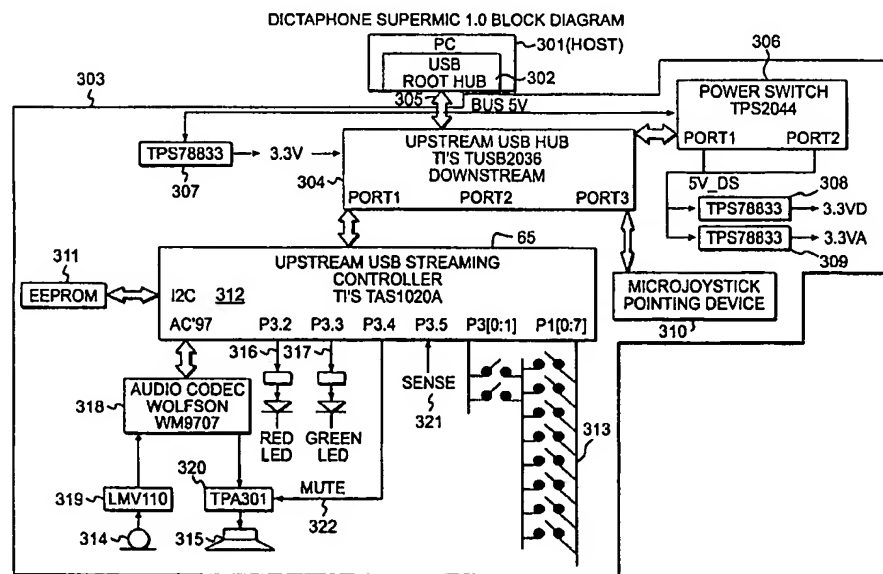 DICTAPHONE SUPERMIC 1.0 BLOCK DIAGRAM
PC
301(HOST)
USB
ROOT HUB
302
303
305
BUS 5V
306
POWER SWITCH
TPS2044
PORT1 PORT2
TPS78833
307
3.3V
304
UPSTREAM USB HUB
TI'S TUSB2036
DOWNSTREAM
PORT1 PORT2 PORT3
5V_DS
308
TPS78833
3.3VD
TPS78833
3.3VA
309
65
311
EEPROM
UPSTREAM USB STREAMING
CONTROLLER
TI'S TAS1020A
I2C
312
AC'97
P3.2 P3.3 P3.4 P3.5 P3[0:1] P1[0:7]
MICROJOYSTICK
POINTING DEVICE
310
316
317
SENSE
321
318
AUDIO CODEC
WOLFSON
WM9707
RED
LED
GREEN
LED
313
320
319
LMV110
TPA301
MUTE
322
314
315